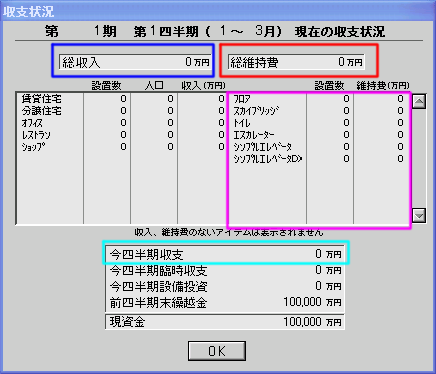 収支状況
第 1期 第1四半期( 1~ 3月) 現在の収支状況
総収入 0万円 総維持費 0万円
設置数 人口 収入(万円) 設置数 維持費(万円)
賃貸住宅 0 0 0 フロア 0 0
分譲住宅 0 0 0 スカイブリッジ 0 0
オフィス 0 0 0 トイレ 0 0
レストラン 0 0 0 エスカレーター 0 0
ショップ 0 0 0 シンプルエレベータ 0 0
シンプルエレベータDX 0 0
収入、維持費のないアイテムは表示されません
今四半期収支 0 万円
今四半期臨時収支 0 万円
今四半期設備投資 0 万円
前四半期末繰越金 100,000 万円
現資金 100,000 万円
OK